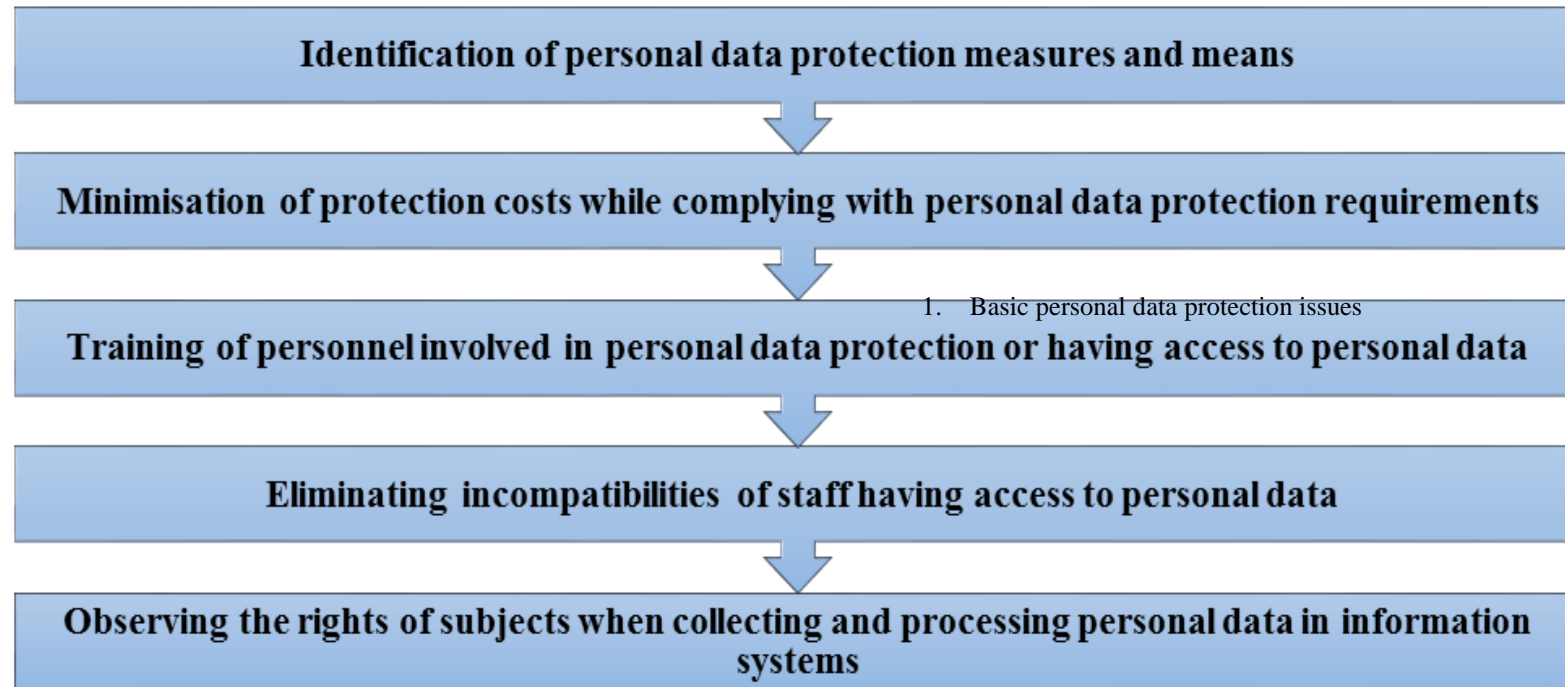 Identification of personal data protection measures and means
Minimisation of protection costs while complying with personal data protection requirements
1. Basic personal data protection issues
Training of personnel involved in personal data protection or having access to personal data
Eliminating incompatibilities of staff having access to personal data
Observing the rights of subjects when collecting and processing personal data in information
systems